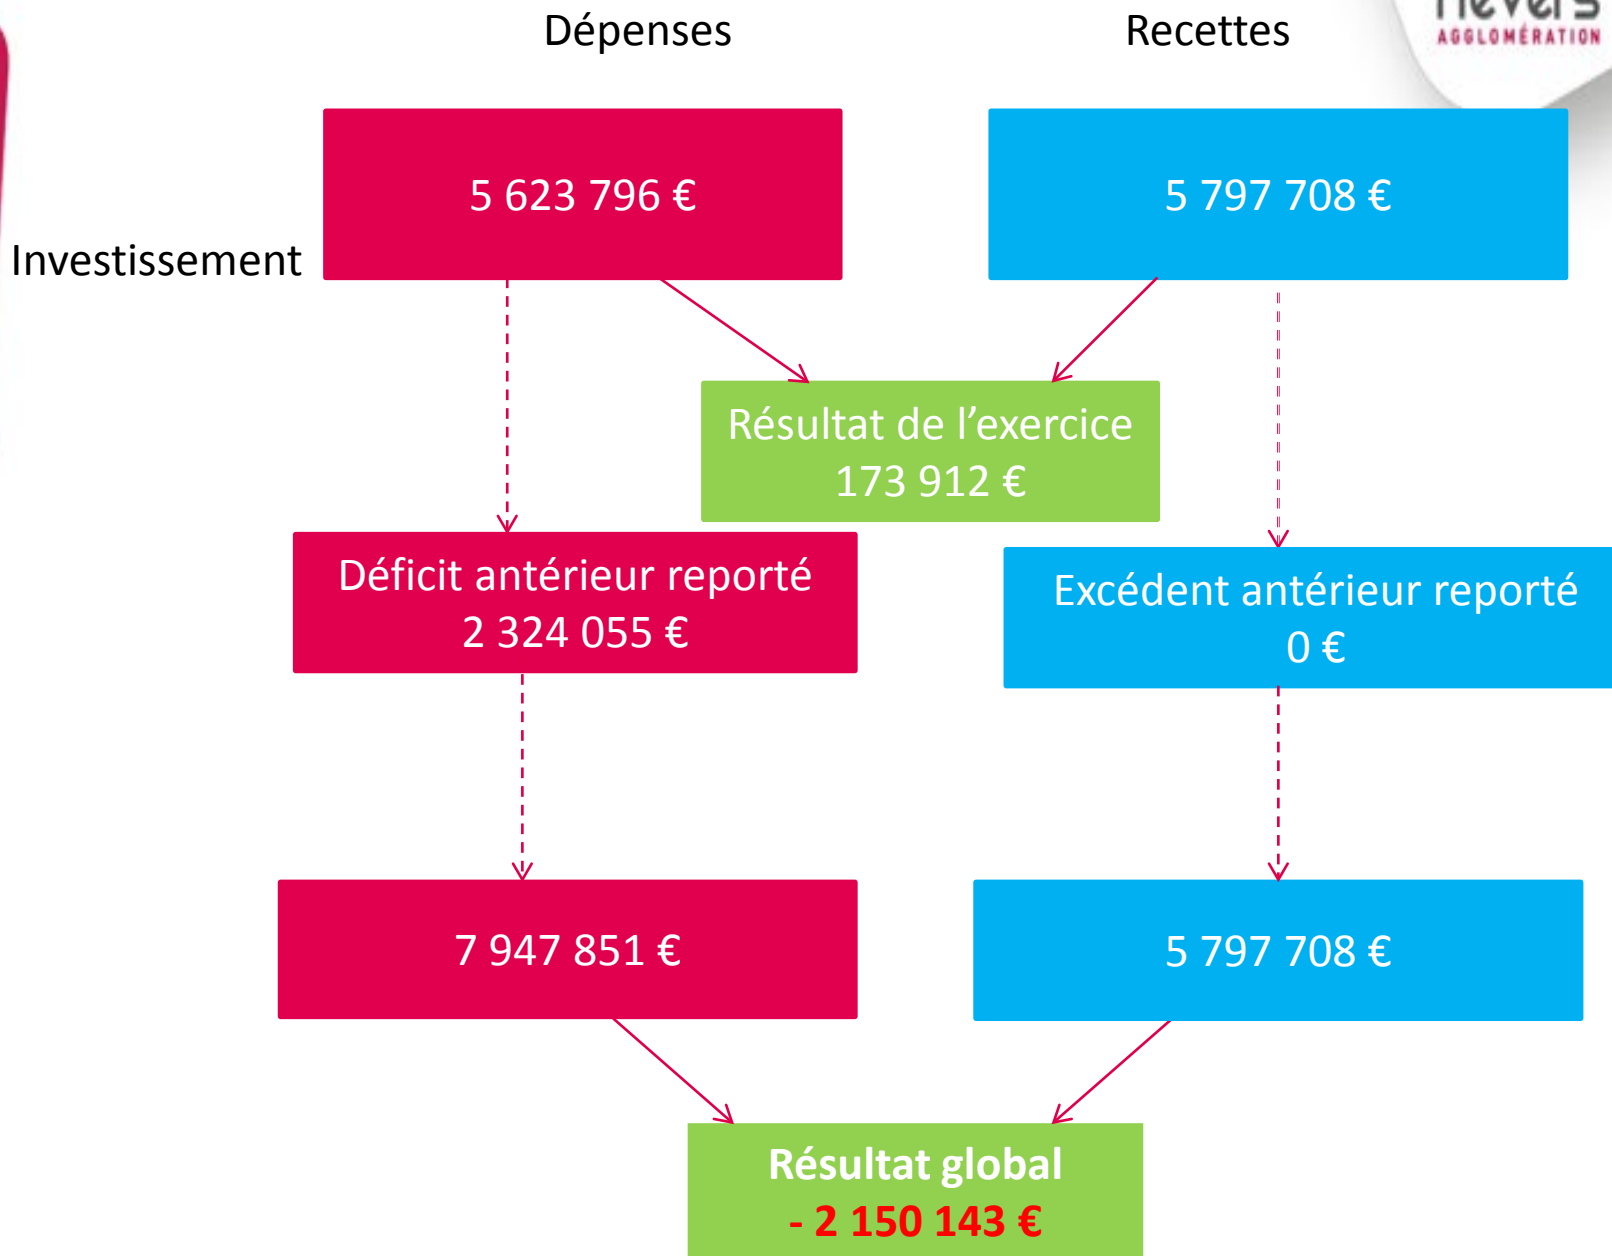 Dépenses
Recettes
nevers
AGGLOMÉRATION
5 623 796 €
5 797 708 €
Investissement
Résultat de l’exercice
173 912 €
Déficit antérieur reporté
2 324 055 €
Excédent antérieur reporté
0 €
7 947 851 €
5 797 708 €
Résultat global
- 2 150 143 €